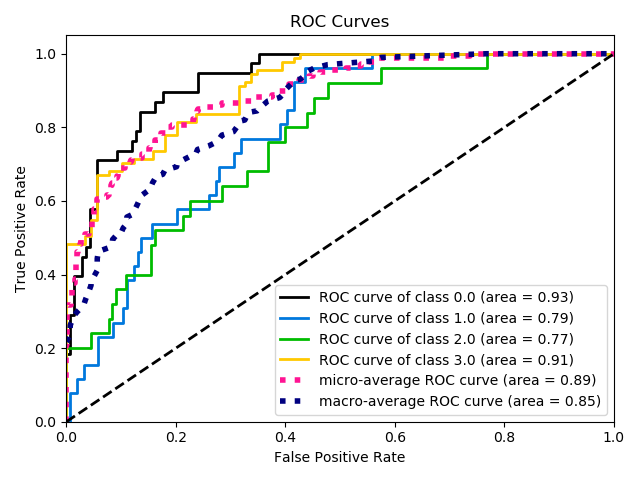 ROC Curves
True Positive Rate
1.0
0.8
0.6
0.4
0.2
0.0
ROC curve of class 0.0 (area = 0.93)
ROC curve of class 1.0 (area = 0.79)
ROC curve of class 2.0 (area = 0.77)
ROC curve of class 3.0 (area = 0.91)
micro-average ROC curve (area = 0.89)
macro-average ROC curve (area = 0.85)
0.0 0.2 0.4 0.6 0.8 1.0
False Positive Rate